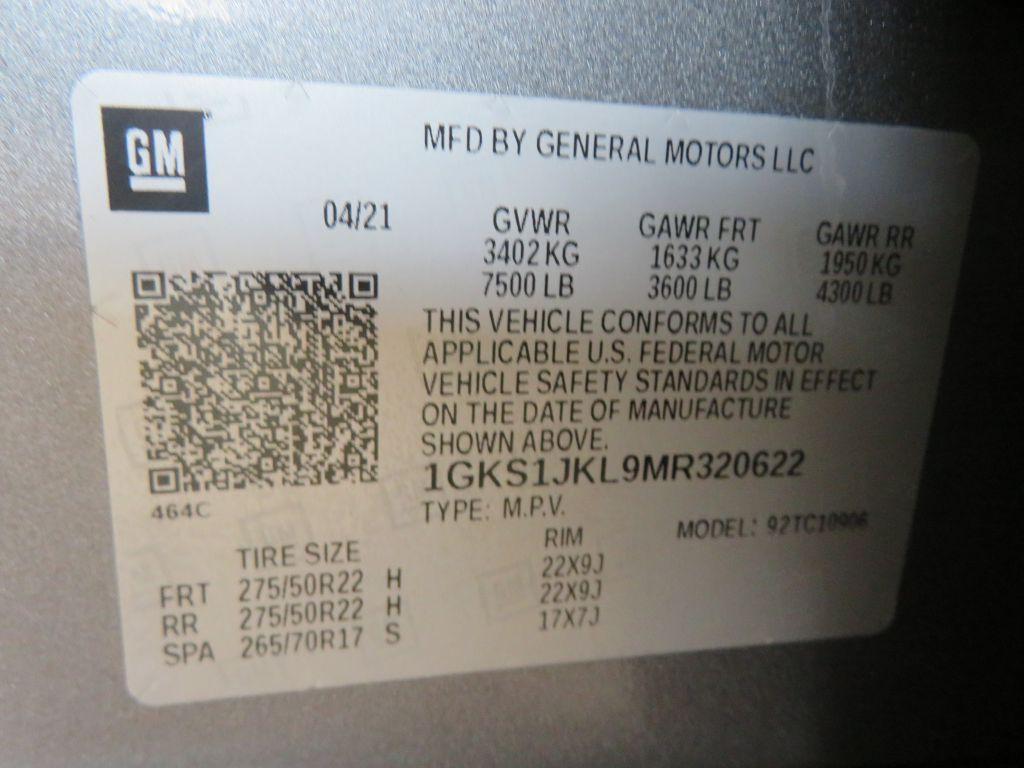 GM
MFD BY GENERAL MOTORS LLC
04/21 GVWR GAWR FRT GAWR RR
3402 KG 1633 KG 1950 KG
7500 LB 3600 LB 4300 LB
THIS VEHICLE CONFORMS TO ALL
APPLICABLE U.S. FEDERAL MOTOR
VEHICLE SAFETY STANDARDS IN EFFECT
ON THE DATE OF MANUFACTURE
SHOWN ABOVE.
1GKS1JKL9MR320622
464C
TYPE: M.P.V. MODEL: 92TC10906
TIRE SIZE RIM
FRT 275/50R22 H 22X9J
RR 275/50R22 H 22X9J
SPA 265/70R17 S 17X7J